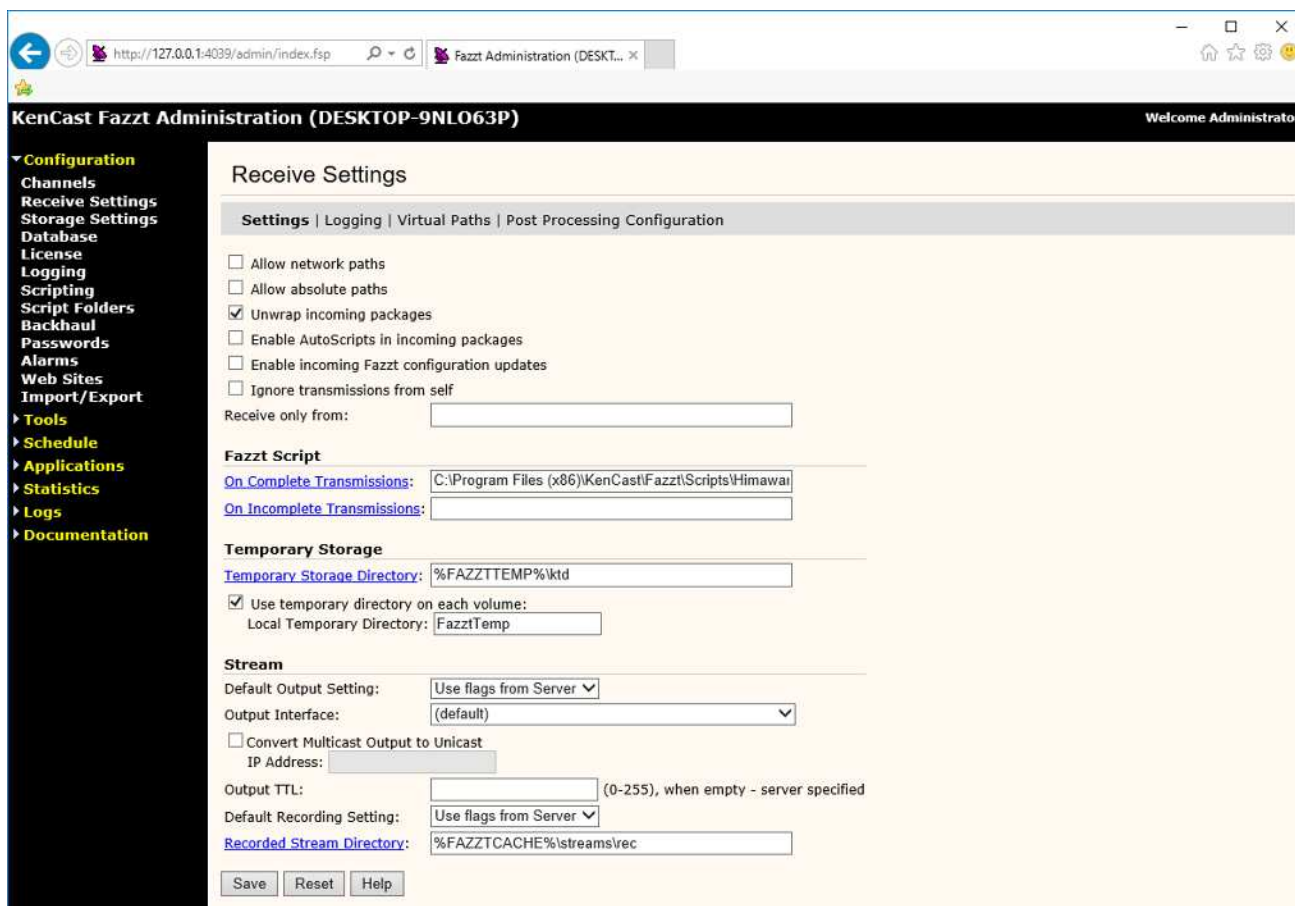 http://127.0.0.1:4039/admin/index.fsp
Fazzt Administration (DESKT...
KenCast Fazzt Administration (DESKTOP-9NLO63P)
Welcome Administrato
Configuration
Channels
Receive Settings
Storage Settings
Database
License
Logging
Scripting
Script Folders
Backhaul
Passwords
Alarms
Web Sites
Import/Export
Tools
Schedule
Applications
Statistics
Logs
Documentation
Receive Settings
Settings | Logging | Virtual Paths | Post Processing Configuration
Allow network paths
Allow absolute paths
Unwrap incoming packages
Enable AutoScripts in incoming packages
Enable incoming Fazzt configuration updates
Ignore transmissions from self
Receive only from:
Fazzt Script
On Complete Transmissions: C:\Program Files (x86)\KenCast\Fazzt\Scripts\Himawar
On Incomplete Transmissions:
Temporary Storage
Temporary Storage Directory: %FAZZTTEMP%\ktd
Use temporary directory on each volume:
Local Temporary Directory: FazztTemp
Stream
Default Output Setting: Use flags from Server
Output Interface: (default)
Convert Multicast Output to Unicast
IP Address:
Output TTL: (0-255), when empty - server specified
Default Recording Setting: Use flags from Server
Recorded Stream Directory: %FAZZTCACHE%\streams\rec
Save Reset Help